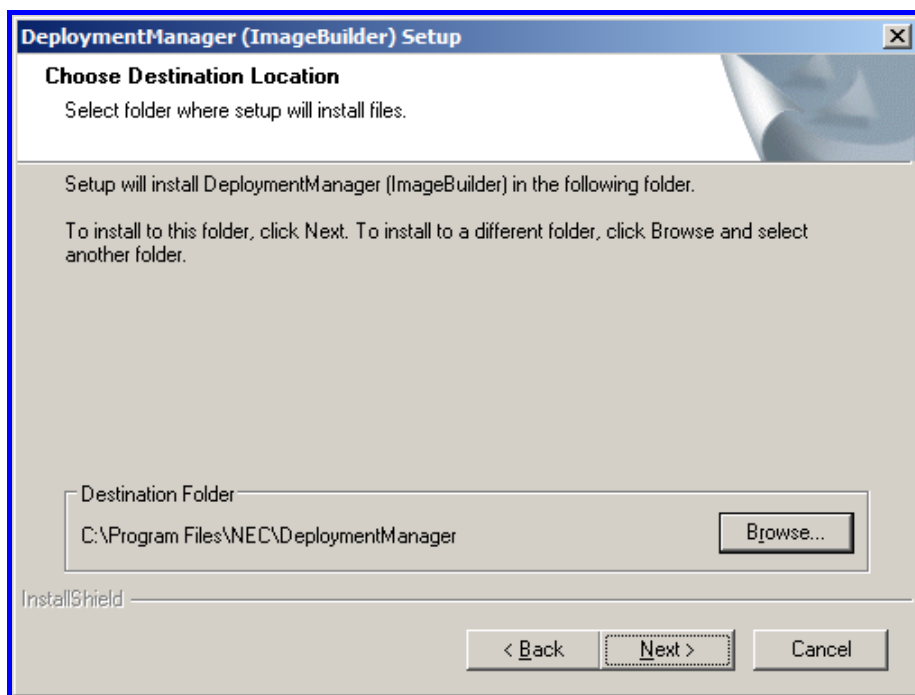 DeploymentManager (ImageBuilder) Setup
Choose Destination Location
Select folder where setup will install files.
Setup will install DeploymentManager (ImageBuilder) in the following folder.
To install to this folder, click Next. To install to a different folder, click Browse and select
another folder.
Destination Folder
C:\Program Files\NEC\DeploymentManager
Browse...
InstallShield
< Back
Next >
Cancel